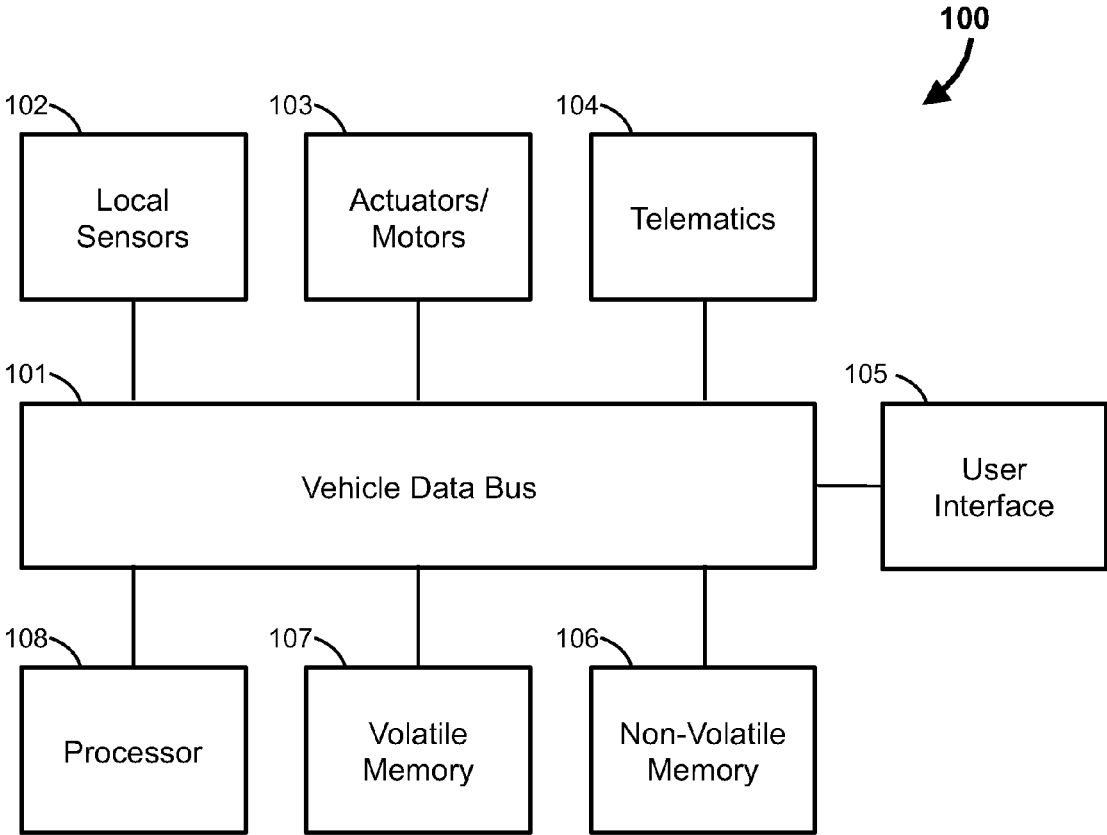 100
102
103
104
Local
Sensors
Actuators/
Motors
Telematics
101
105
Vehicle Data Bus
User
Interface
108
107
106
Processor
Volatile
Memory
Non-Volatile
Memory